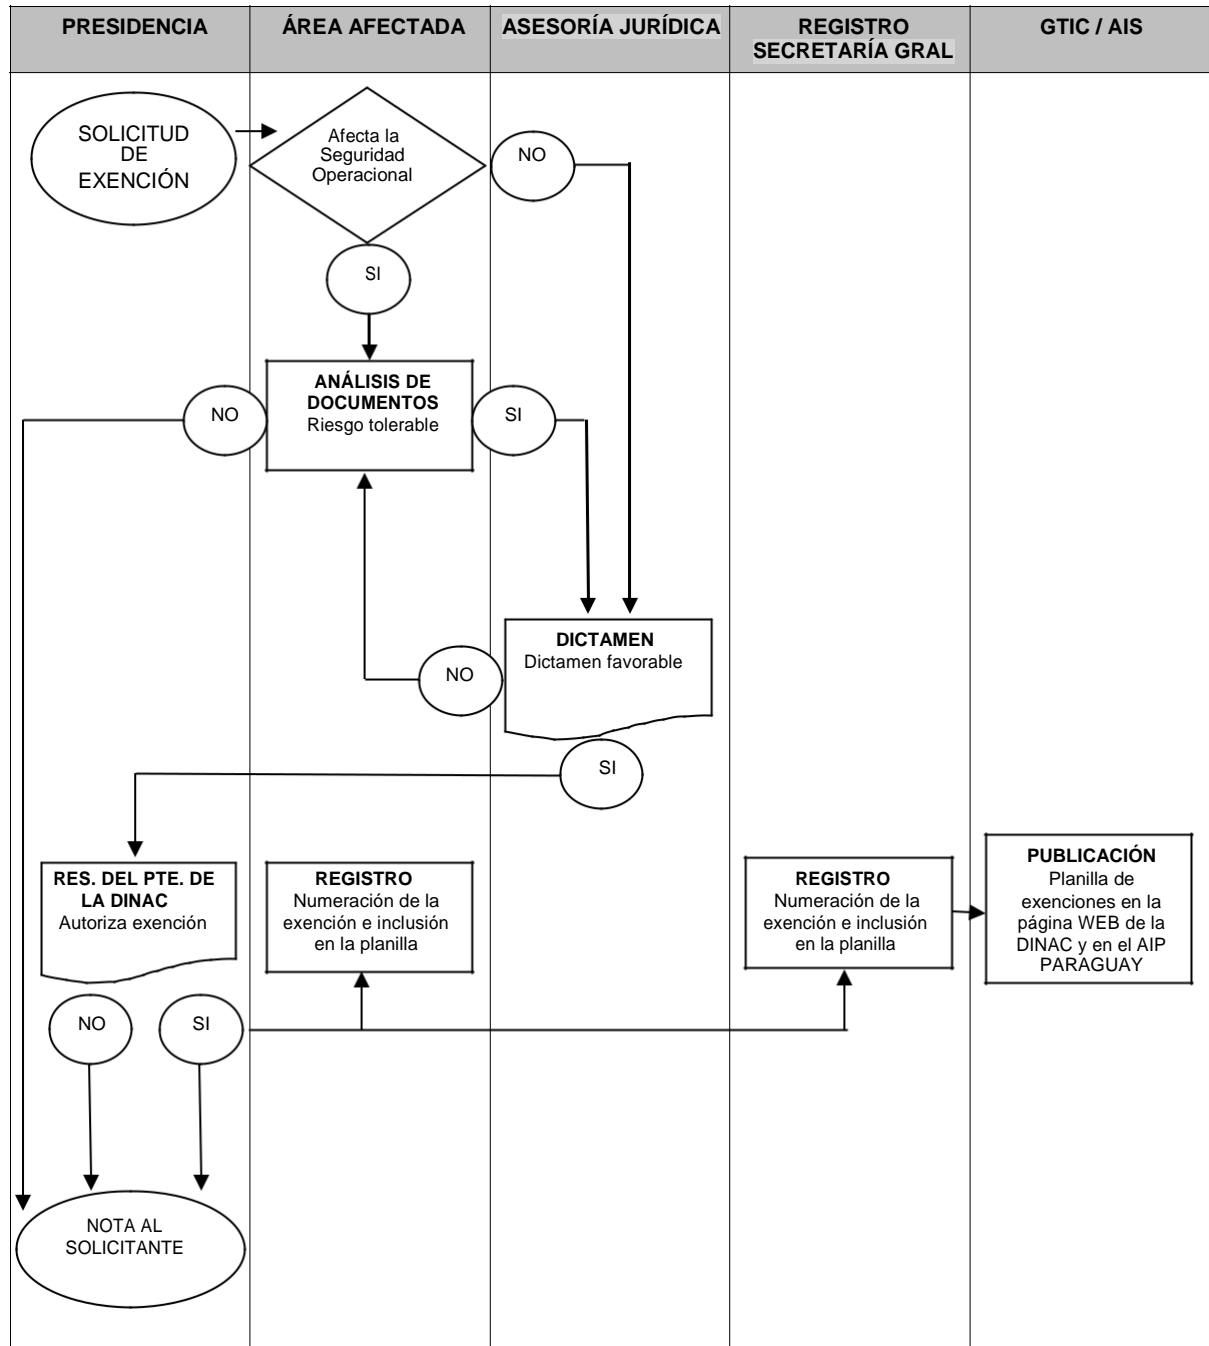 PRESIDENCIA
ÁREA AFECTADA
ASESORÍA JURÍDICA
REGISTRO
SECRETARÍA GRAL
GTIC / AIS
SOLICITUD
DE
EXENCIÓN
Afecta la
Seguridad
Operacional
NO
SI
ANÁLISIS DE
DOCUMENTOS
Riesgo tolerable
NO
SI
DICTAMEN
Dictamen favorable
NO
SI
RES. DEL PTE. DE
LA DINAC
Autoriza exención
REGISTRO
Numeración de la
exención e inclusión
en la planilla
REGISTRO
Numeración de la
exención e inclusión
en la planilla
PUBLICACIÓN
Planilla de
exenciones en la
página WEB de la
DINAC y en el AIP
PARAGUAY
NO
SI
NOTA AL
SOLICITANTE